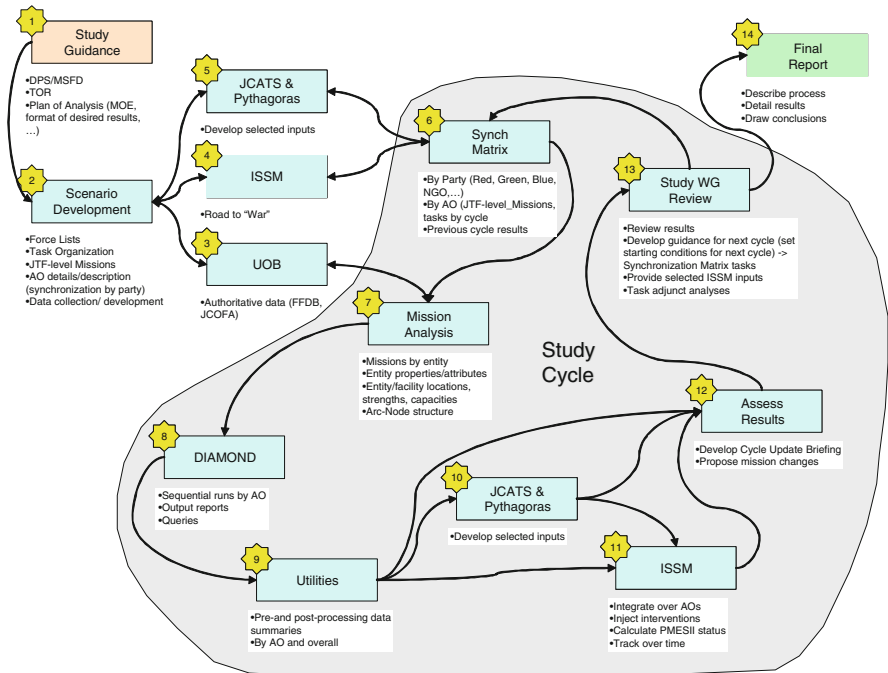 1
Study
Guidance
•DPS/MSFD
•TOR
•Plan of Analysis (MOE,
format of desired results,
…)
2
Scenario
Development
•Force Lists
•Task Organization
•JTF-level Missions
•AO details/description
(synchronization by party)
•Data collection/ development
5
JCATS &
Pythagoras
•Develop selected inputs
4
ISSM
•Road to “War”
3
UOB
•Authoritative data (FFDB,
JCOFA)
6
Synch
Matrix
•By Party (Red, Green, Blue,
NGO,…)
•By AO (JTF-level_Missions,
tasks by cycle
•Previous cycle results
7
Mission
Analysis
•Missions by entity
•Entity properties/attributes
•Entity/facility locations,
strengths, capacities
•Arc-Node structure
8
DIAMOND
•Sequential runs by AO
•Output reports
•Queries
9
Utilities
•Pre-and post-processing data
summaries
•By AO and overall
10
JCATS &
Pythagoras
•Develop selected inputs
11
ISSM
•Integrate over AOs
•Inject interventions
•Calculate PMESII status
•Track over time
12
Assess
Results
•Develop Cycle Update Briefing
•Propose mission changes
Study
Cycle
13
Study WG
Review
•Review results
•Develop guidance for next cycle (set
starting conditions for next cycle) ->
Synchronization Matrix tasks
•Provide selected ISSM inputs
•Task adjunct analyses
14
Final
Report
•Describe process
•Detail results
•Draw conclusions